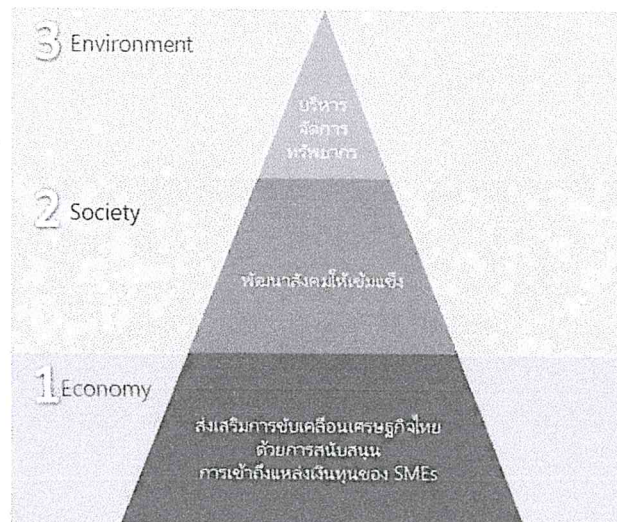 3 Environment
บริหาร
จัดการ
ทรัพยากร
2 Society
พัฒนาสังคมให้เข้มแข็ง
1 Economy
ส่งเสริมการขับเคลื่อนเศรษฐกิจไทย
ด้วยการสนับสนุน
การเข้าถึงแหล่งเงินทุนของ SMEs